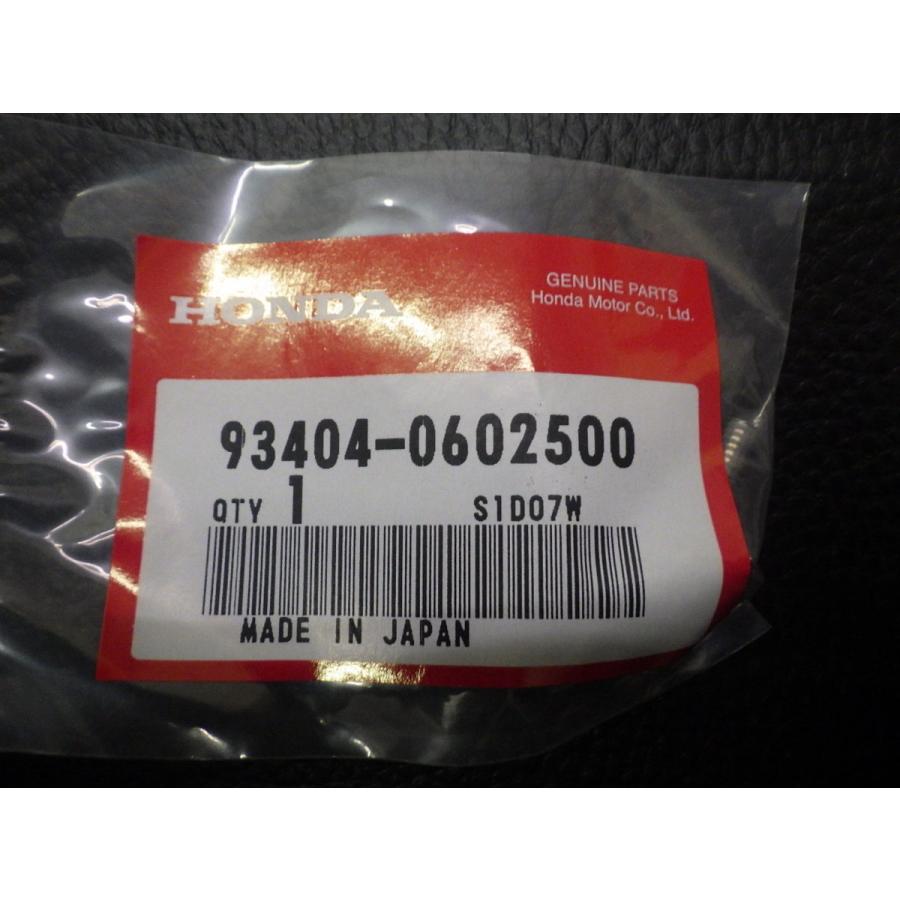 HONDA
GENUINE PARTS
Honda Motor Co., Ltd.
93404-0602500
QTY 1 S1D07W
MADE IN JAPAN